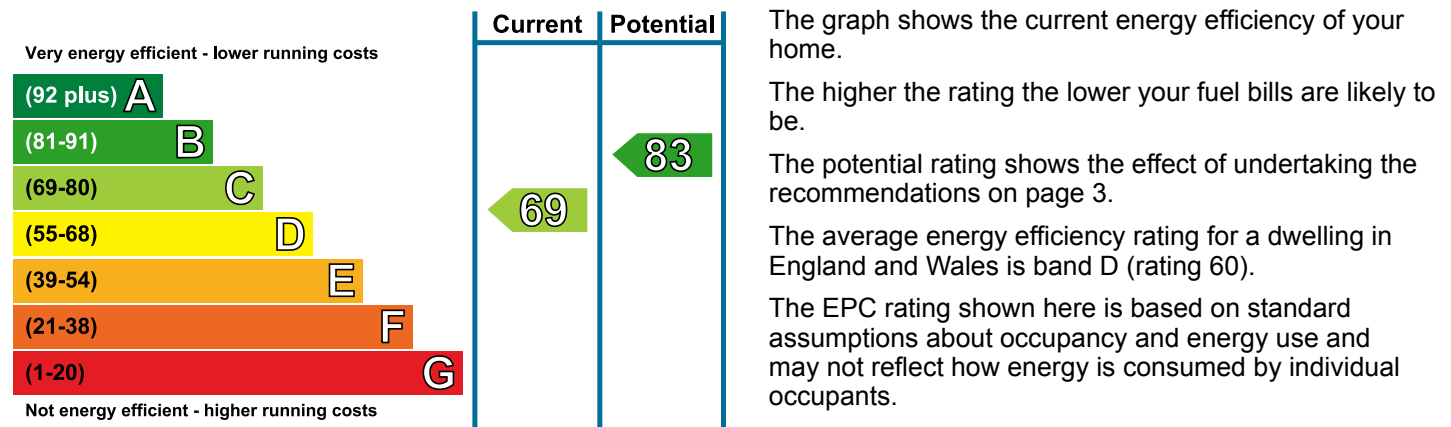 Current Potential
Very energy efficient - lower running costs
(92 plus) A
(81-91) B
83
(69-80) C
69
(55-68) D
(39-54) E
(21-38) F
(1-20) G
Not energy efficient - higher running costs
The graph shows the current energy efficiency of your
home.
The higher the rating the lower your fuel bills are likely to
be.
The potential rating shows the effect of undertaking the
recommendations on page 3.
The average energy efficiency rating for a dwelling in
England and Wales is band D (rating 60).
The EPC rating shown here is based on standard
assumptions about occupancy and energy use and
may not reflect how energy is consumed by individual
occupants.